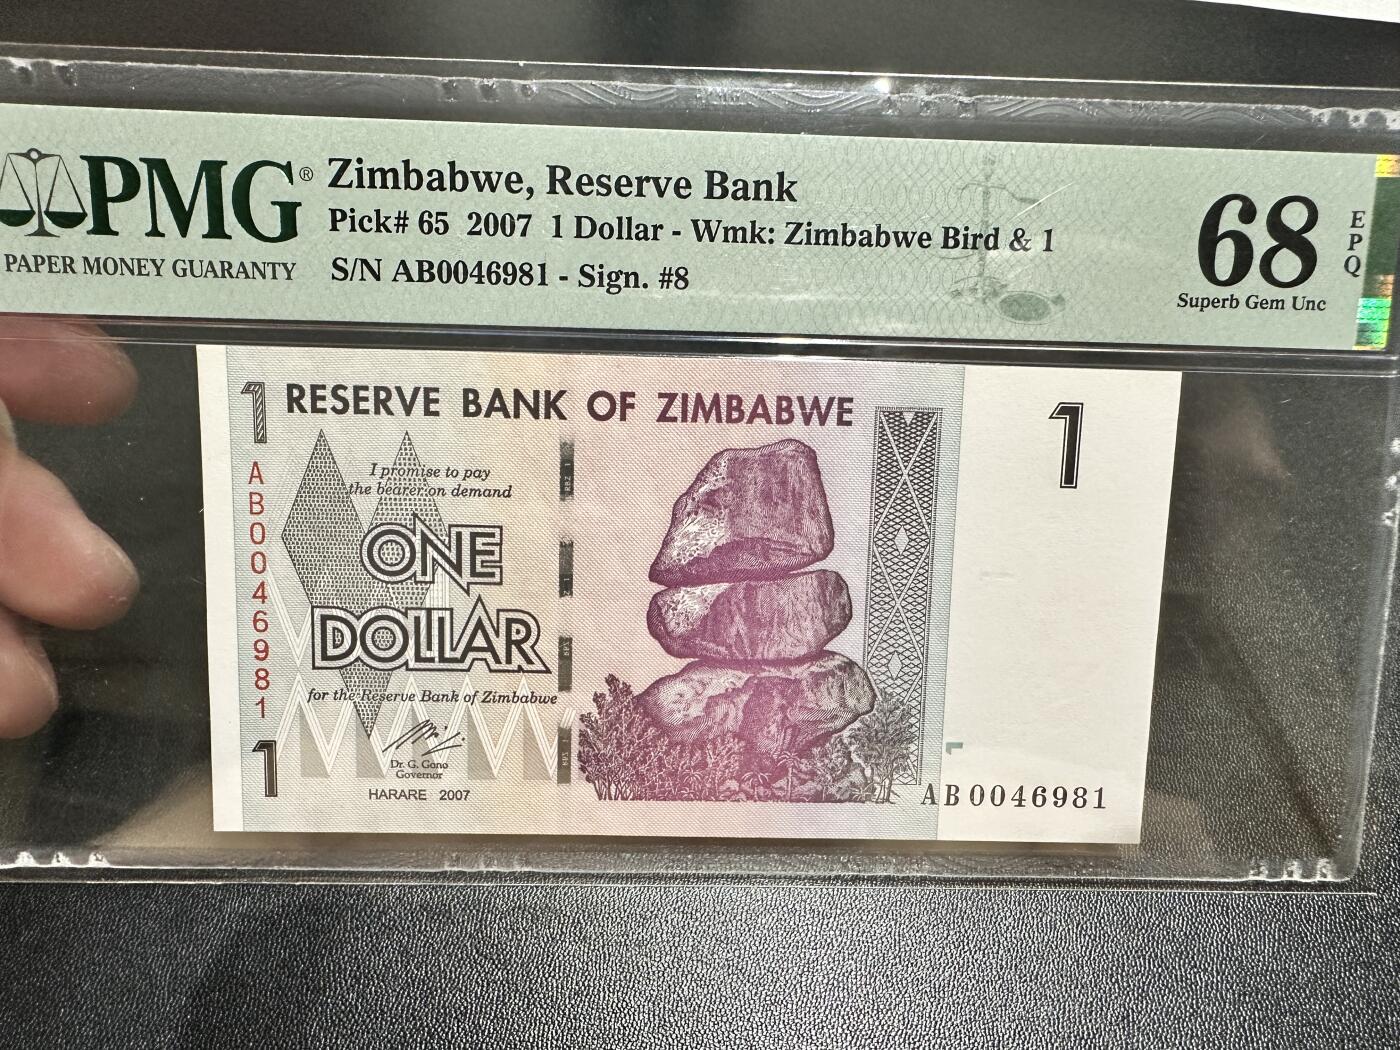 PMG®
PAPER MONEY GUARANTY
Zimbabwe, Reserve Bank
Pick# 65 2007 1 Dollar - Wmk: Zimbabwe Bird & 1
S/N AB0046981 - Sign. #8
68
EPQ
Superb Gem Unc
1
RESERVE BANK OF ZIMBABWE
1
AB0046981
I promise to pay
the bearer on demand
ONE
DOLLAR
for the Reserve Bank of Zimbabwe
Dr. G. Gono
Governor
HARARE 2007
1
AB0046981